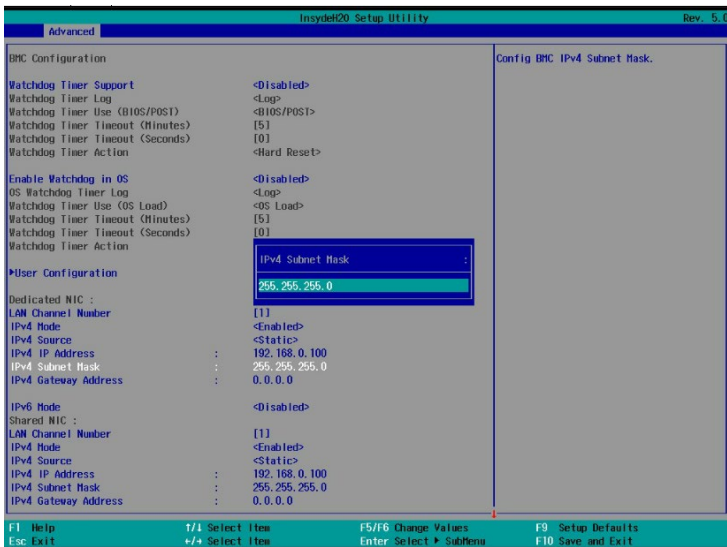 InsydeH20 Setup Utility Rev. 5.0
Advanced
BMC Configuration
Config BMC IPv4 Subnet Mask.
Watchdog Timer Support <Disabled>
Watchdog Timer Log <Log>
Watchdog Timer Use (BIOS/POST) <BIOS/POST>
Watchdog Timer Timeout (Minutes) [5]
Watchdog Timer Timeout (Seconds) [0]
Watchdog Timer Action <Hard Reset>
Enable Watchdog in OS <Disabled>
OS Watchdog Timer Log <Log>
Watchdog Timer Use (OS Load) <OS Load>
Watchdog Timer Timeout (Minutes) [5]
Watchdog Timer Timeout (Seconds) [0]
Watchdog Timer Action
IPv4 Subnet Mask :
255.255.255.0
▶User Configuration
Dedicated NIC :
LAN Channel Number [1]
IPv4 Mode <Enabled>
IPv4 Source <Static>
IPv4 IP Address : 192.168.0.100
IPv4 Subnet Mask : 255.255.255.0
IPv4 Gateway Address : 0.0.0.0
IPv6 Mode <Disabled>
Shared NIC :
LAN Channel Number [1]
IPv4 Mode <Enabled>
IPv4 Source <Static>
IPv4 IP Address : 192.168.0.100
IPv4 Subnet Mask : 255.255.255.0
IPv4 Gateway Address : 0.0.0.0
F1 Help ↑/↓ Select Item F5/F6 Change Values F9 Setup Defaults
Esc Exit ←/→ Select Item Enter Select ▶ SubMenu F10 Save and Exit